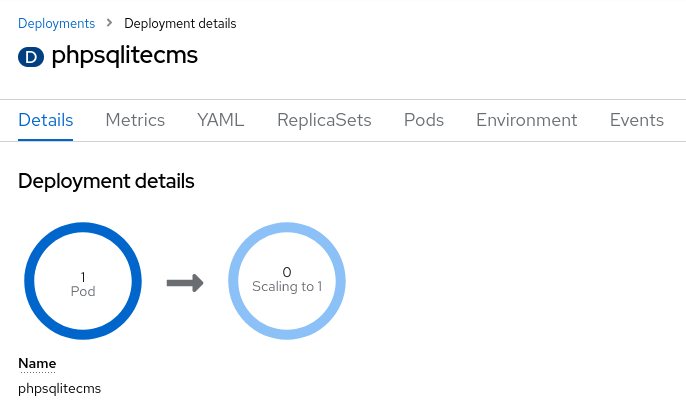 Deployments > Deployment details
D phpsqlitecms
Details Metrics YAML ReplicaSets Pods Environment Events
Deployment details
1
Pod
0
Scaling to 1
Name
phpsqlitecms